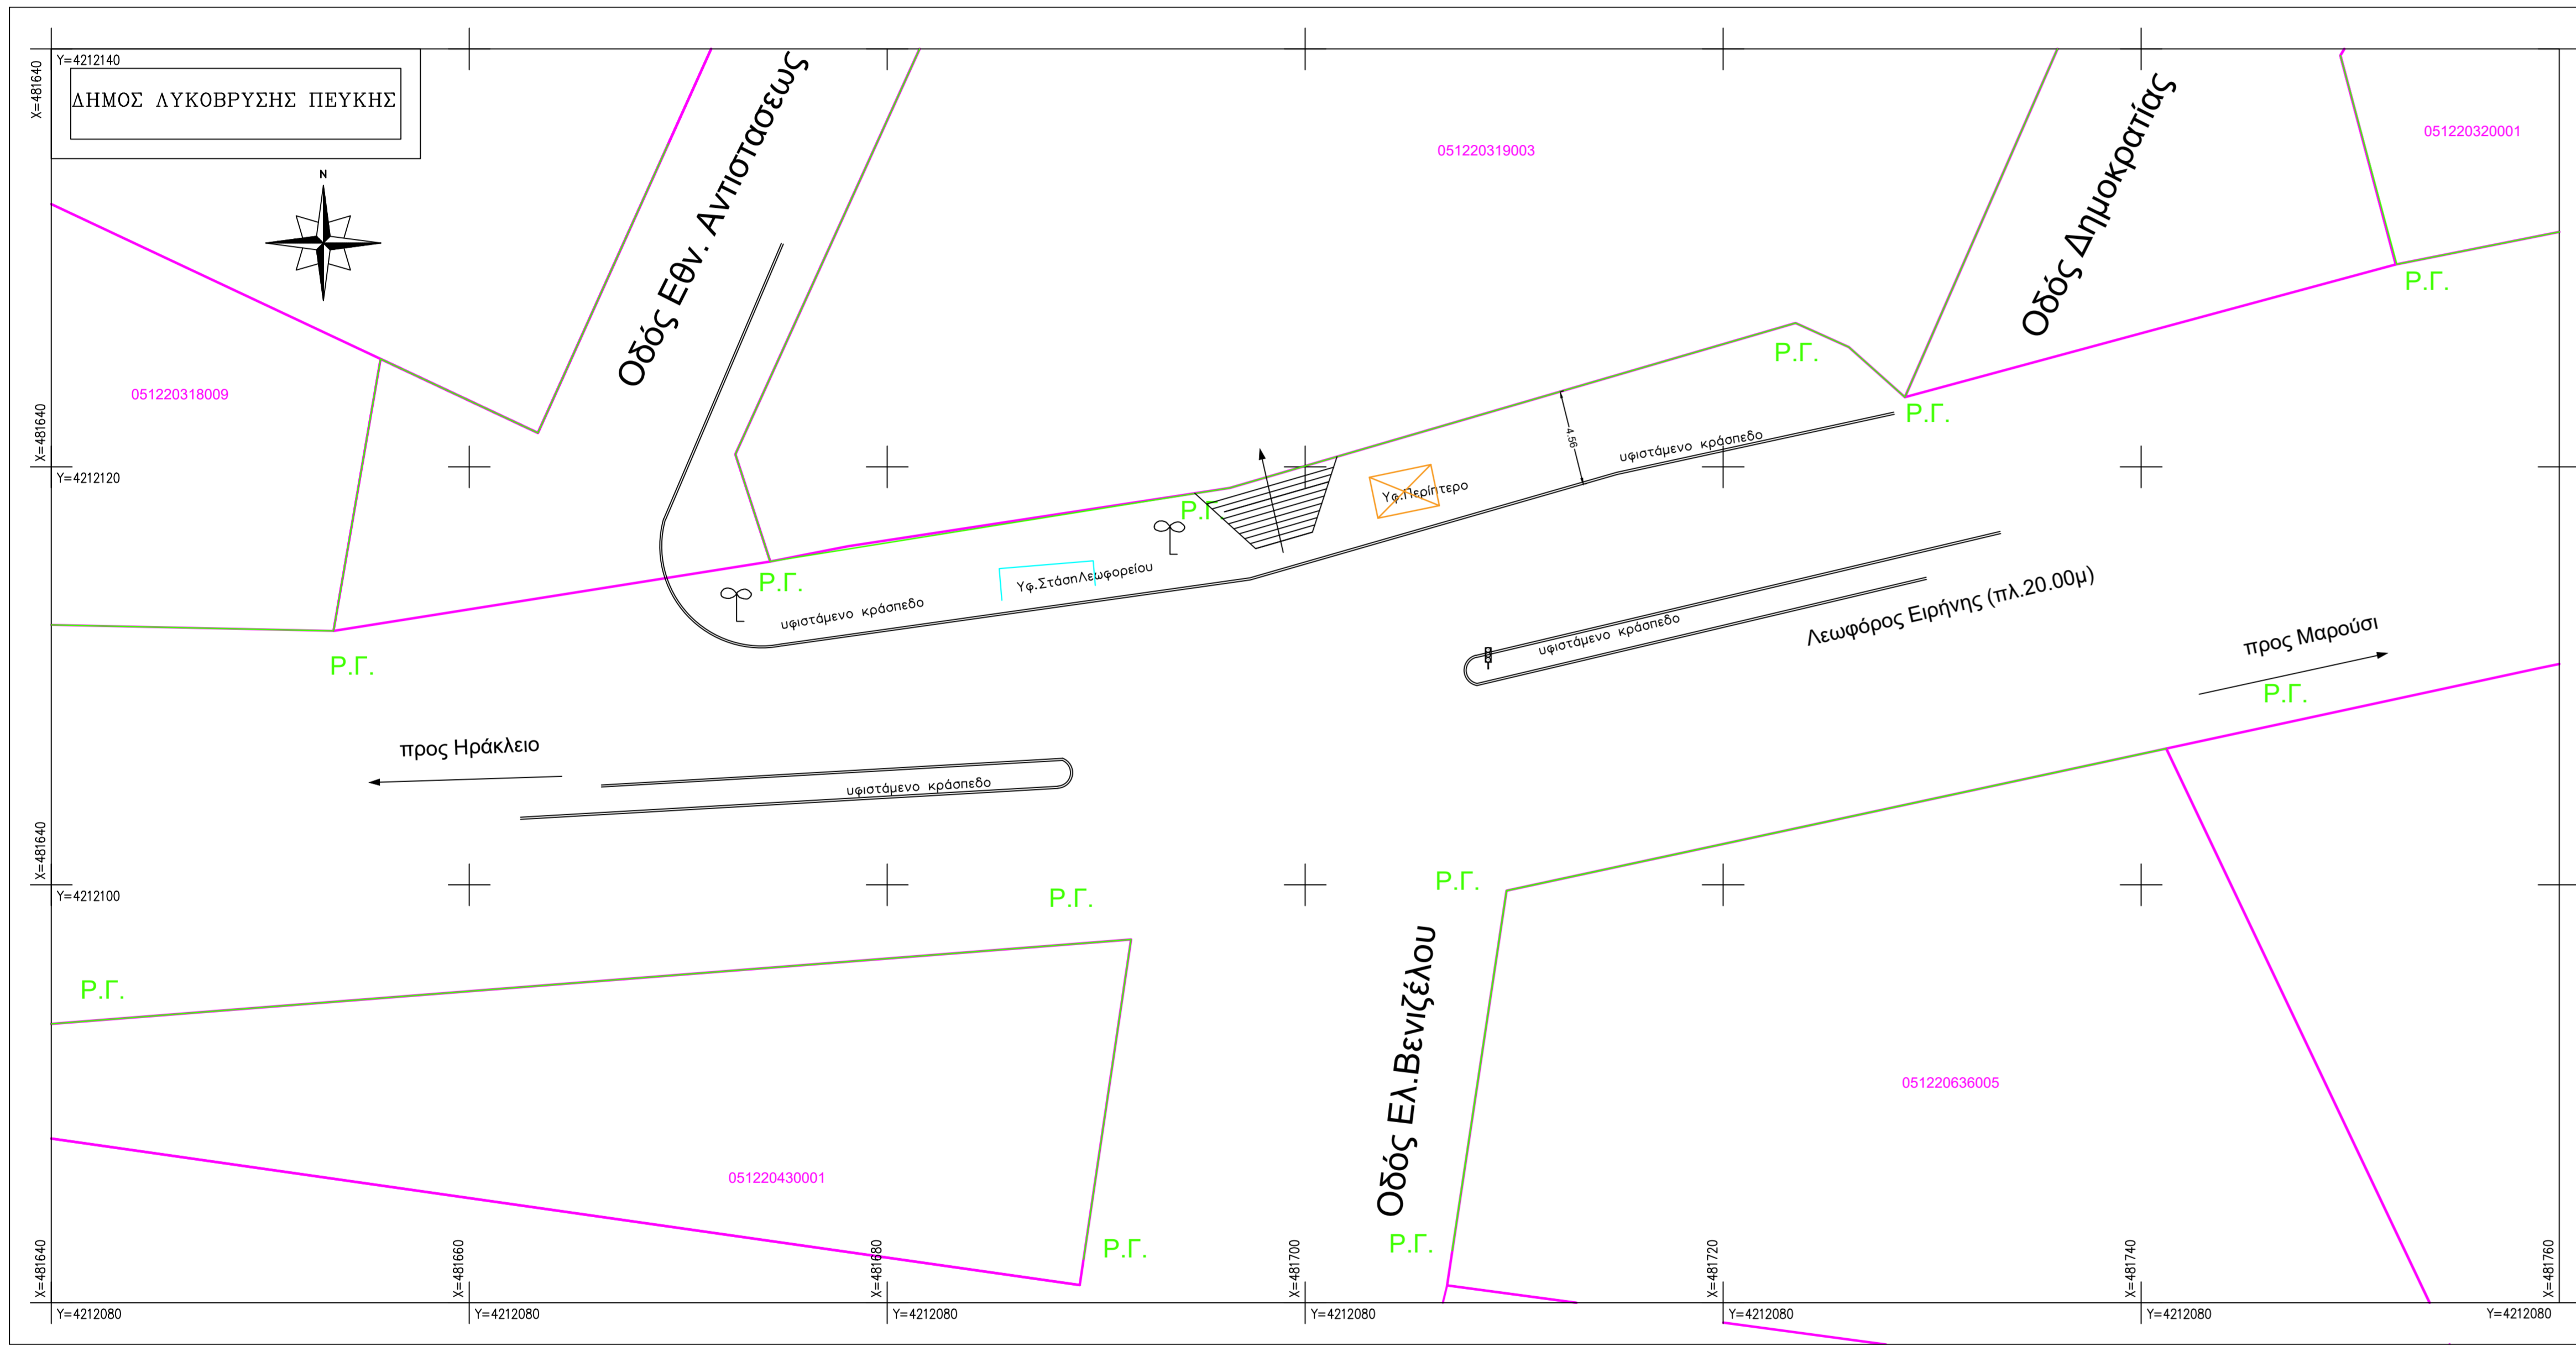 X=481640
Y=4212140
ΔΗΜΟΣ ΛΥΚΟΒΡΥΣΗΣ ΠΕΥΚΗΣ
N
Οδός Εθν. Αντιστασεως
051220319003
Οδός Δημοκρατίας
051220320001
Ρ.Γ.
Ρ.Γ.
Ρ.Γ.
051220318009
X=481640
Y=4212120
υφιστάμενο κράσπεδο
4.56
Υφ.Περίπτερο
Ρ.Γ
Υφ.ΣτάσηΛεωφορείου
Ρ.Γ.
υφιστάμενο κράσπεδο
Ρ.Γ.
υφιστάμενο κράσπεδο
Λεωφόρος Ειρήνης (πλ.20.00μ)
προς Μαρούσι
Ρ.Γ.
προς Ηράκλειο
υφιστάμενο κράσπεδο
X=481640
Y=4212100
Ρ.Γ.
Ρ.Γ.
Ρ.Γ.
Οδός Ελ.Βενιζέλου
051220636005
051220430001
Ρ.Γ.
Ρ.Γ.
X=481640
X=481660
X=481680
X=481700
X=481720
X=481740
X=481760
Y=4212080
Y=4212080
Y=4212080
Y=4212080
Y=4212080
Y=4212080
Y=4212080